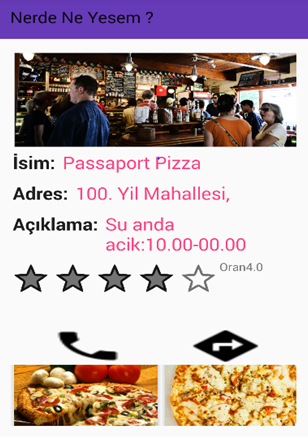 Nerde Ne Yesem ?
İsim: Passaport Pizza
Adres: 100. Yil Mahallesi,
Açıklama: Su anda
acik:10.00-00.00
Oran4.0